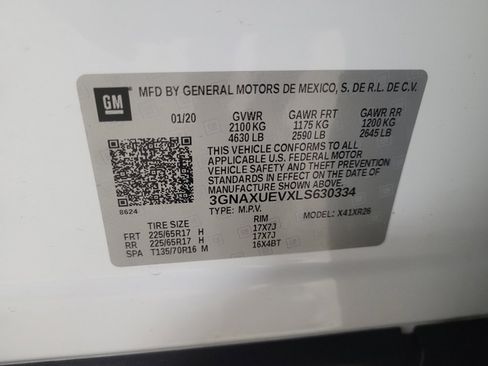 GM
MFD BY GENERAL MOTORS DE MEXICO, S. DE R.L. DE C.V.
01/20 GVWR GAWR FRT GAWR RR
2100 KG 1175 KG 1200 KG
4630 LB 2590 LB 2645 LB
THIS VEHICLE CONFORMS TO ALL
APPLICABLE U.S. FEDERAL MOTOR
VEHICLE SAFETY AND THEFT PREVENTION
STANDARDS IN EFFECT ON THE DATE OF
MANUFACTURE SHOWN ABOVE.
3GNAXUEVXLS630334
8624 TYPE: M.P.V. MODEL: X41XR26
TIRE SIZE RIM
FRT 225/65R17 H 17X7J
RR 225/65R17 H 17X7J
SPA T135/70R16 M 16X4BT